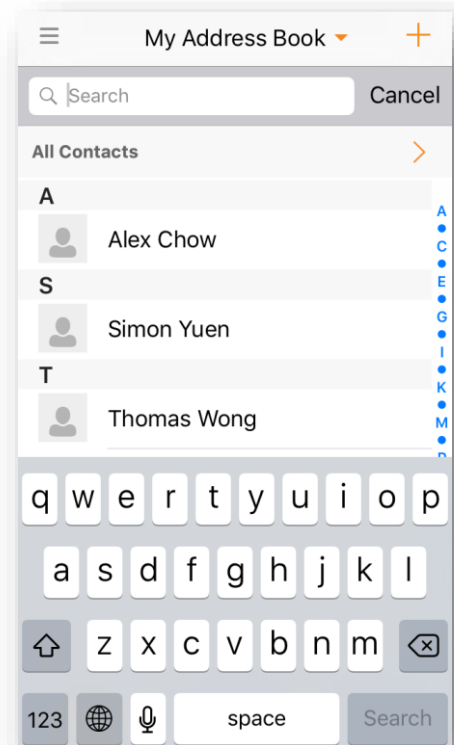 My Address Book
Search Cancel
All Contacts
A
Alex Chow
S
Simon Yuen
T
Thomas Wong
A
C
E
G
I
K
M
q w e r t y u i o p
a s d f g h j k l
z x c v b n m
123 space Search